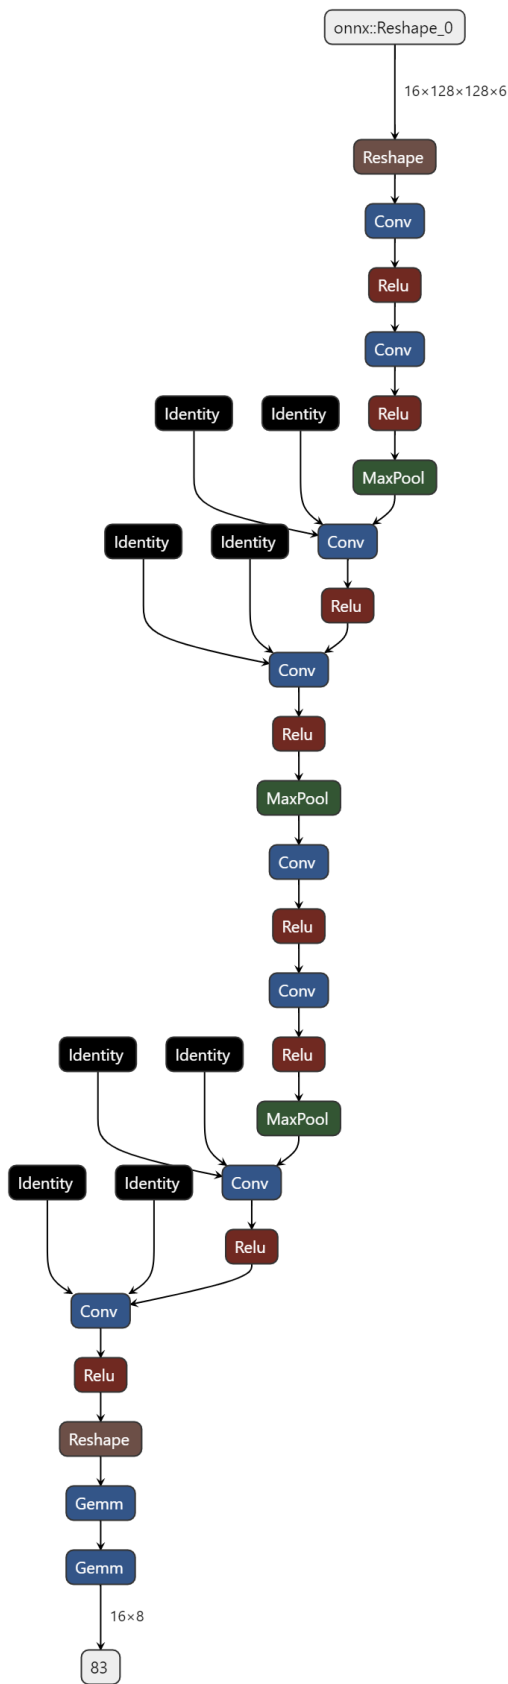 onnx::Reshape_0
16×128×128×6
Reshape
Conv
Relu
Conv
Identity Identity Relu
MaxPool
Identity Identity Conv
Relu
Conv
Relu
MaxPool
Conv
Relu
Conv
Identity Identity Relu
MaxPool
Identity Identity Conv
Relu
Conv
Relu
Reshape
Gemm
Gemm
16×8
83